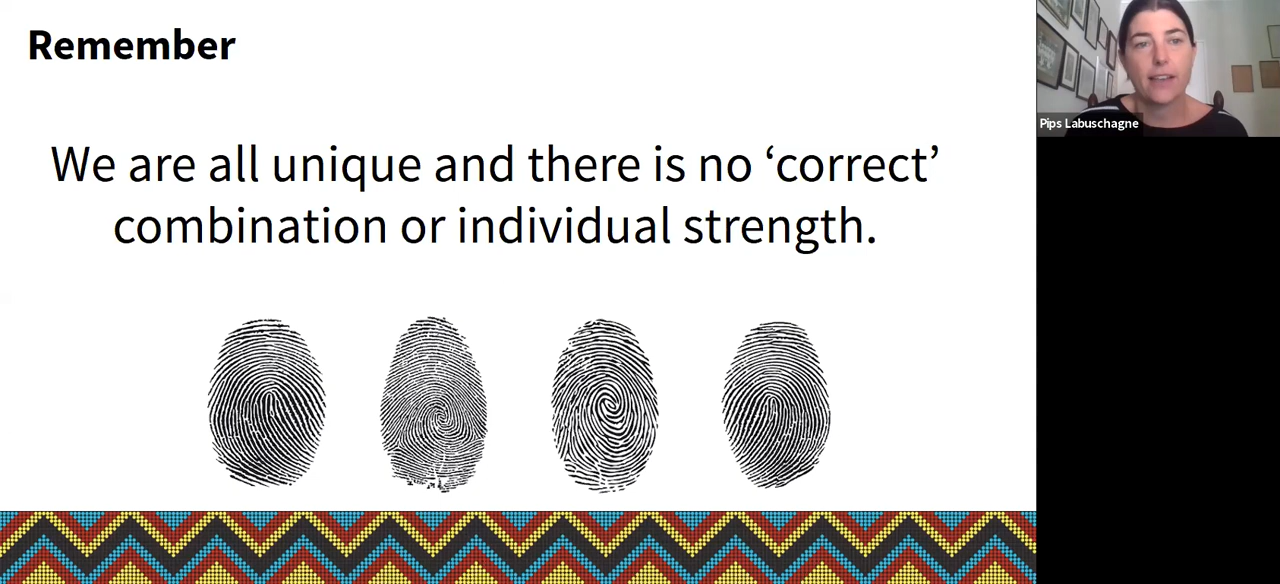 Remember
We are all unique and there is no ‘correct’
combination or individual strength.
Pips Labuschagne